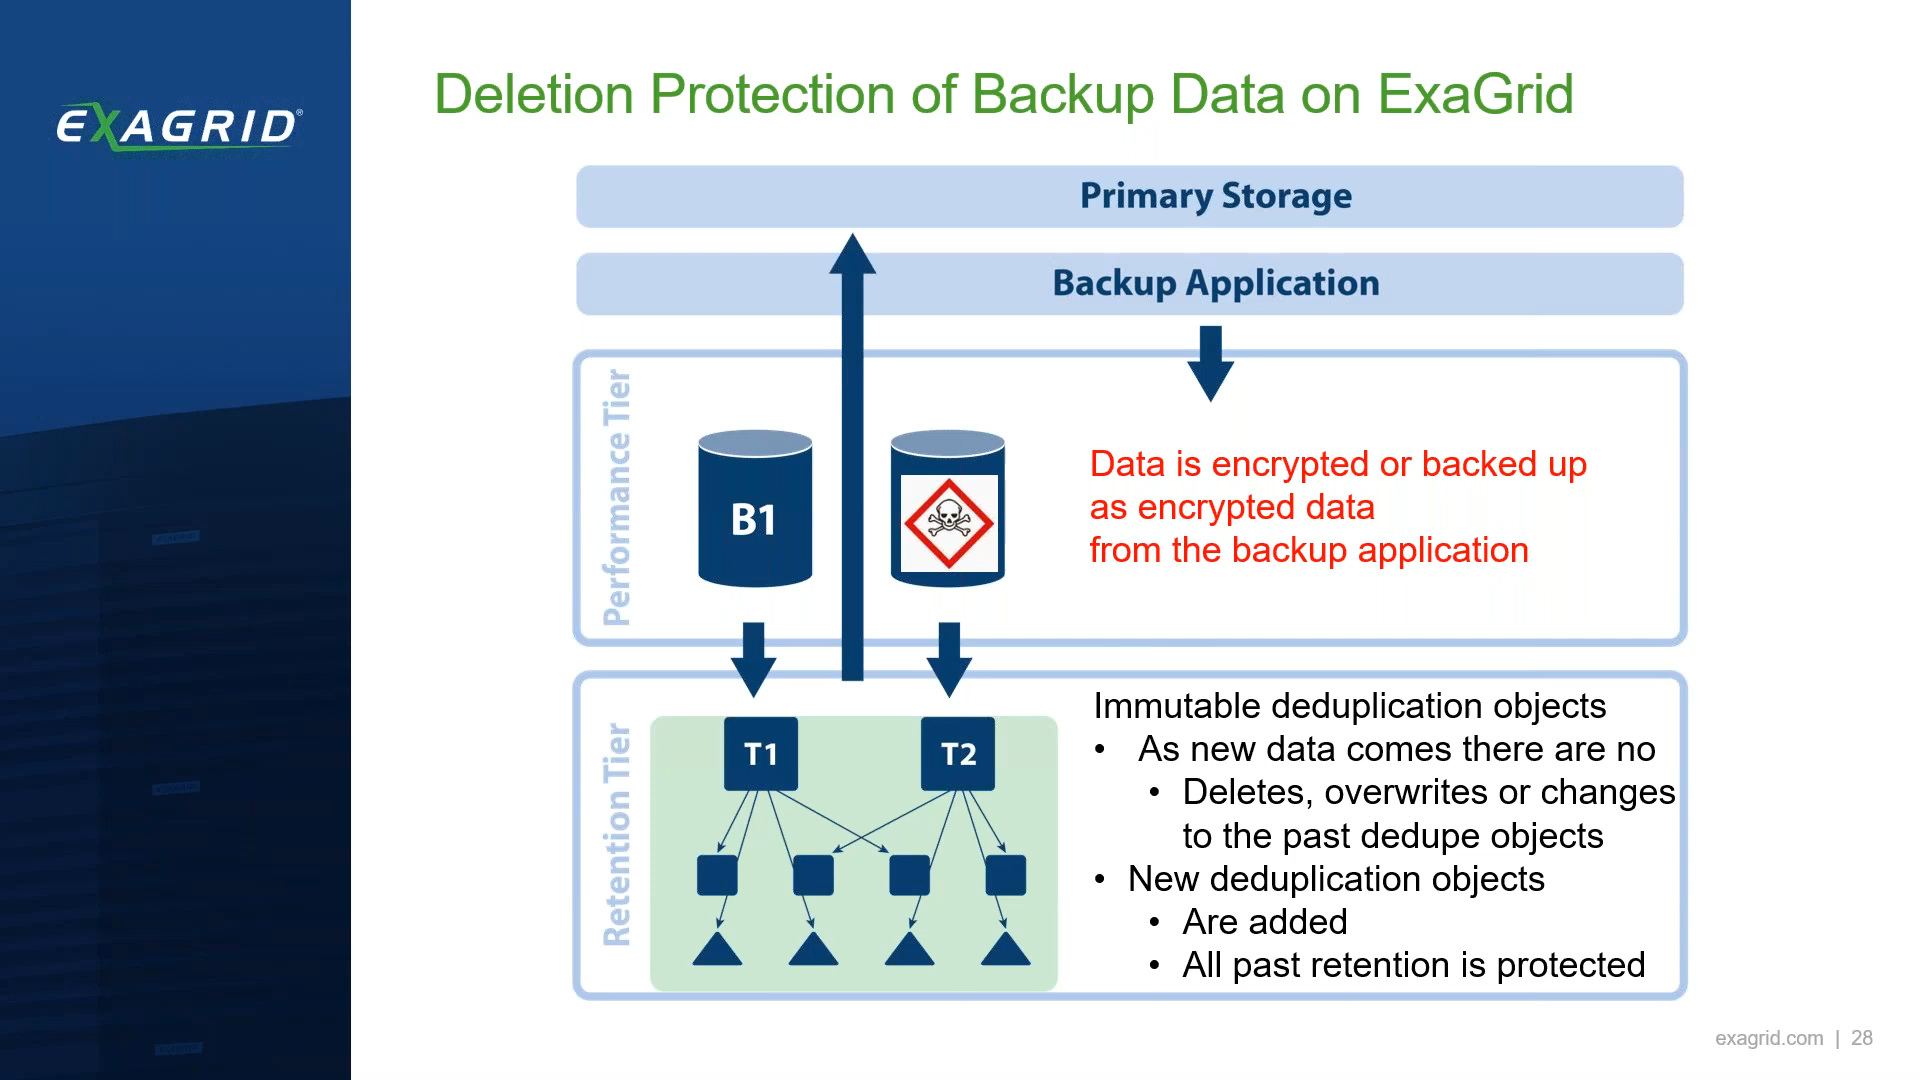 EXAGRID®
Deletion Protection of Backup Data on ExaGrid
Primary Storage
Backup Application
Performance Tier
B1
Data is encrypted or backed up
as encrypted data
from the backup application
Retention Tier
T1
T2
Immutable deduplication objects
• As new data comes there are no
• Deletes, overwrites or changes
to the past dedupe objects
• New deduplication objects
• Are added
• All past retention is protected
exagrid.com | 28